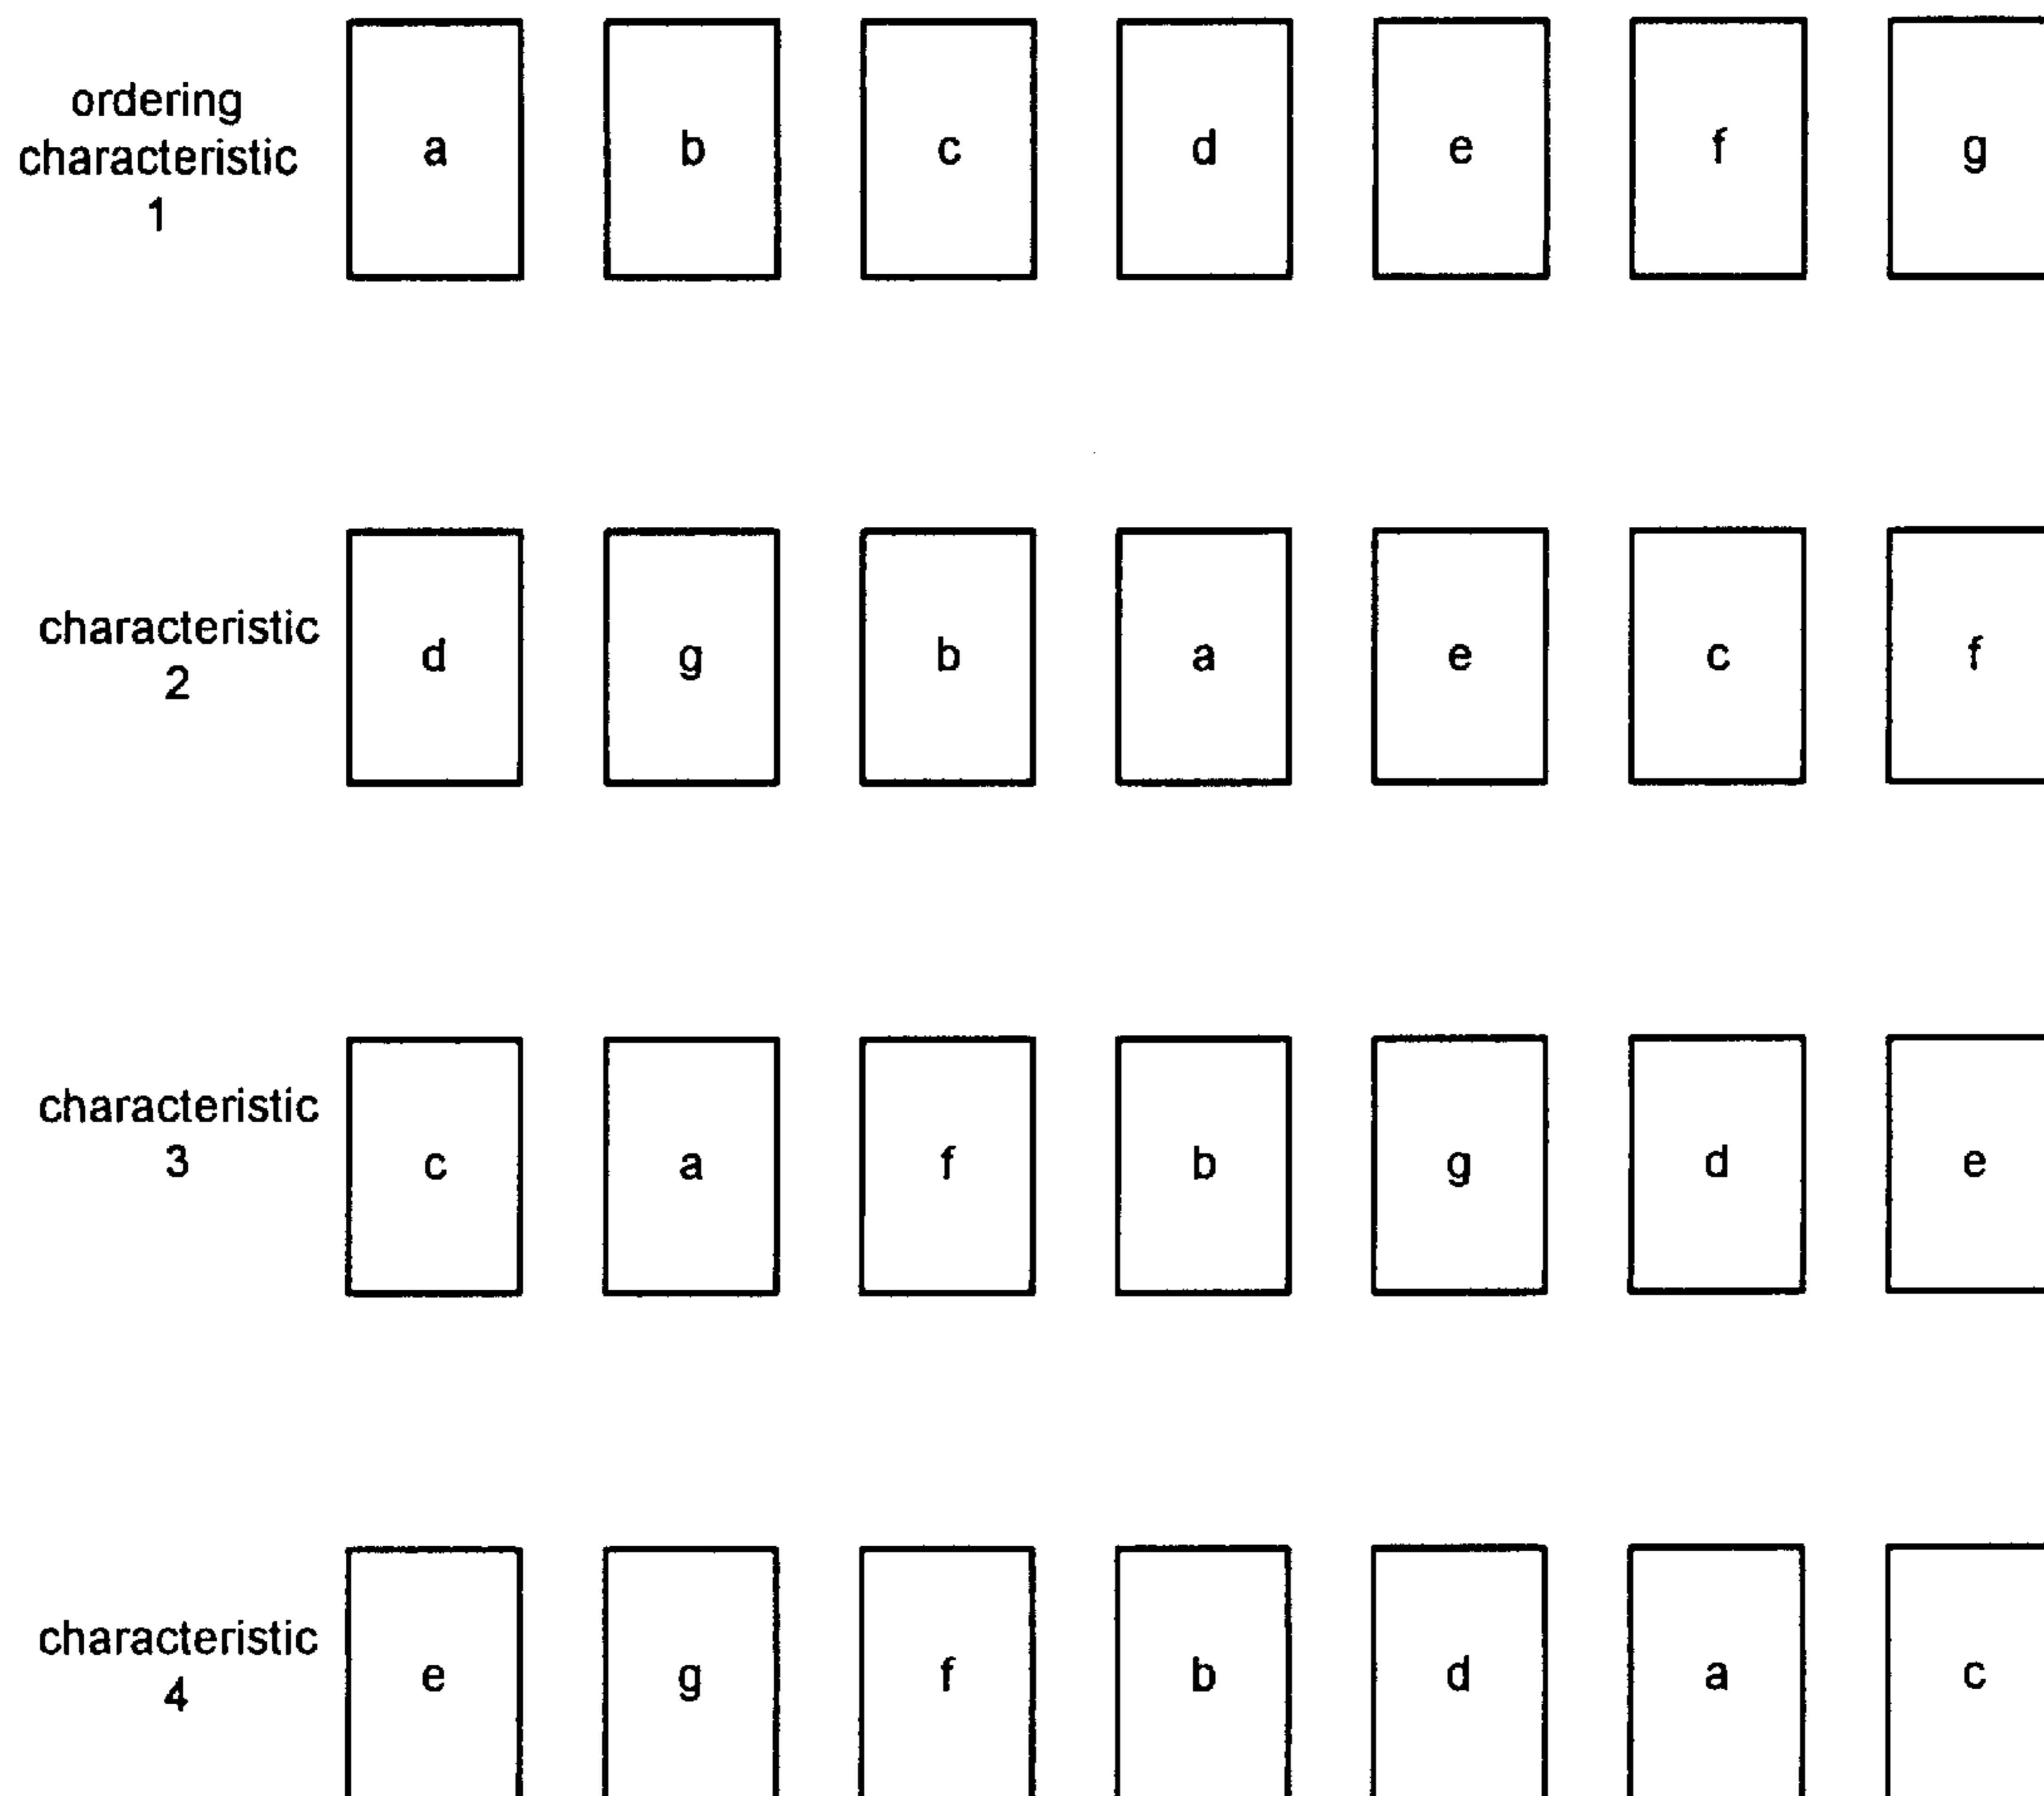 ordering
characteristic
1
a b c d e f g
characteristic
2
d g b a e c f
characteristic
3
c a f b g d e
characteristic
4
e g f b d a c